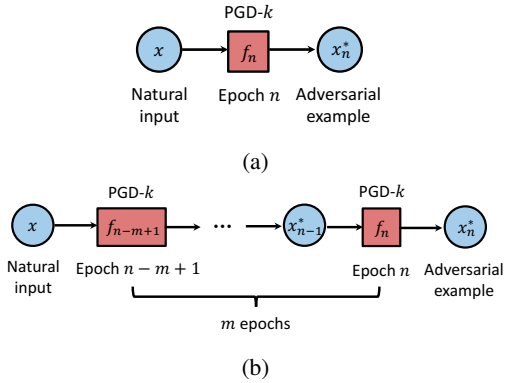 PGD-k
x
f_n
x_n^*
Natural
input
Epoch n
Adversarial
example
(a)
PGD-k
PGD-k
x
f_{n-m+1}
...
x_{n-1}^*
f_n
x_n^*
Natural
input
Epoch n − m + 1
Epoch n
Adversarial
example
m epochs
(b)